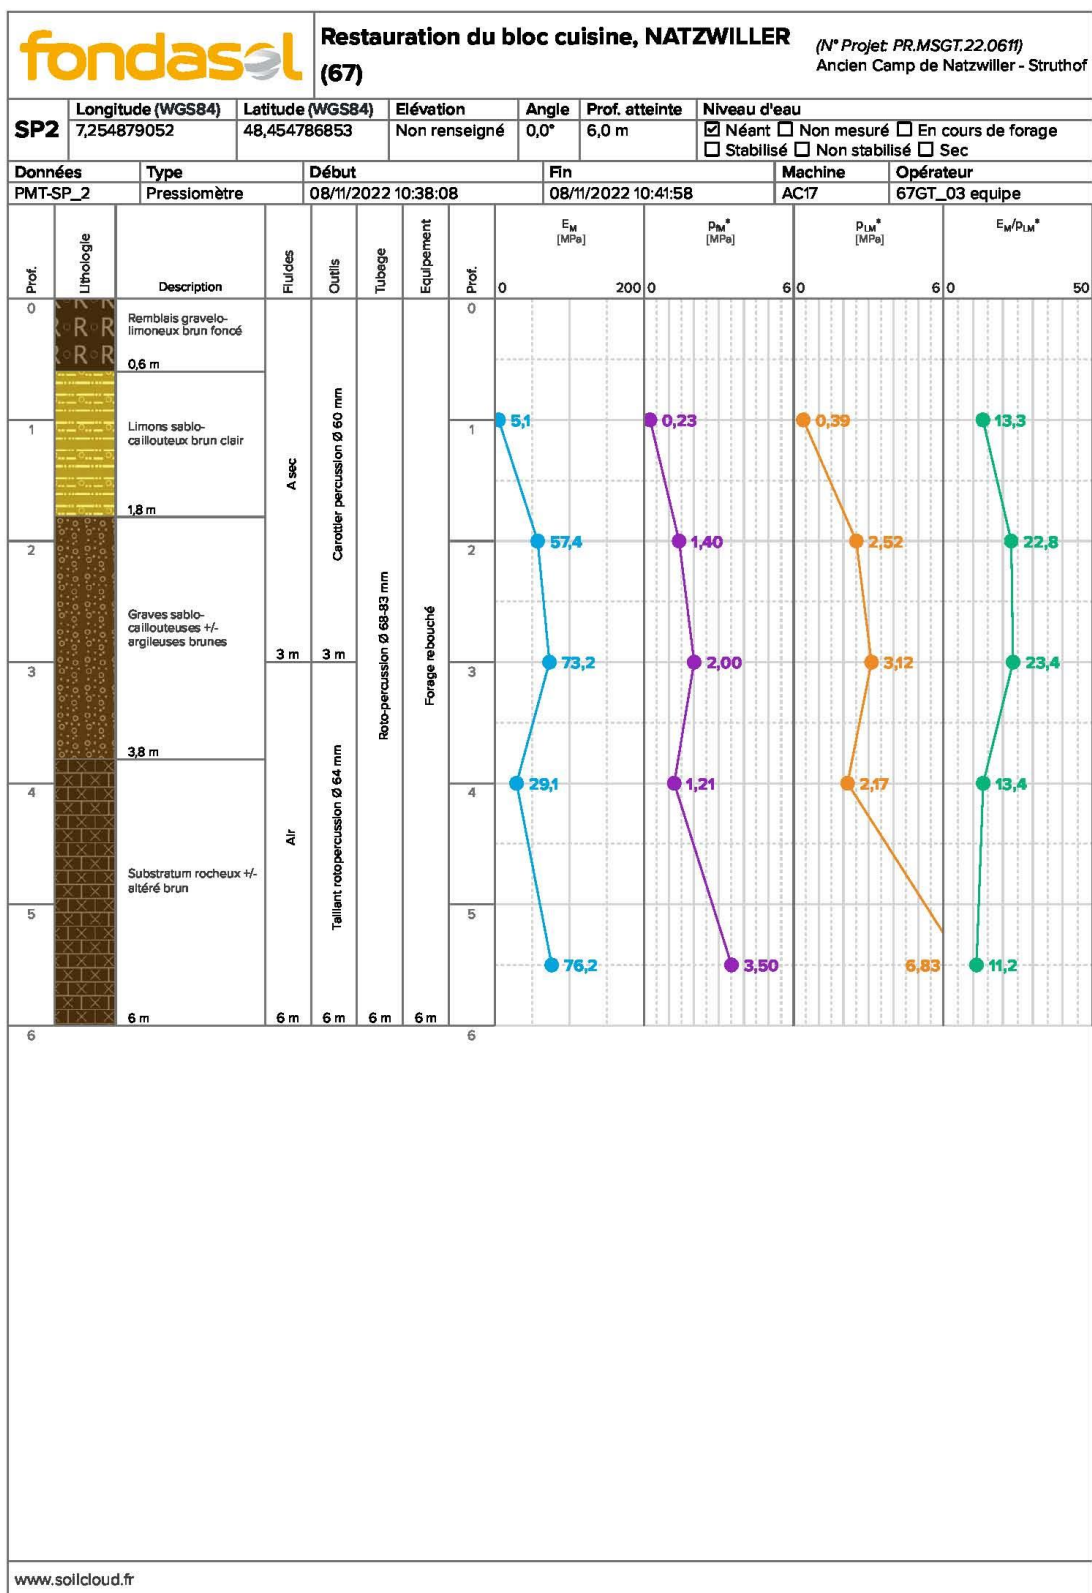 fondasol
Restauration du bloc cuisine, NATZWILLER
(67)
(N° Projet: PR.MSGT.22.0611)
Ancien Camp de Natzwiller - Struthof
SP2
Longitude (WGS84)
7,254879052
Latitude (WGS84)
48,454786853
Elévation
Non renseigné
Angle
0,0°
Prof. atteinte
6,0 m
Niveau d'eau
☑ Néant ☐ Non mesuré ☐ En cours de forage
☐ Stabilisé ☐ Non stabilisé ☐ Sec
Données
PMT-SP_2
Type
Pressiomètre
Début
08/11/2022 10:38:08
Fin
08/11/2022 10:41:58
Machine
AC17
Opérateur
67GT_03 equipe
Prof.
Lithologie
Description
Fluides
Outils
Tubage
Equipement
Prof.
EM
[MPa]
0 200
pfM*
[MPa]
0 6
pLM*
[MPa]
0 6
EM/pLM*
0 50
0
1
2
3
4
5
6
R R
R R
R R
Remblais gravelo-
limoneux brun foncé
0,6 m
Limons sablo-
caillouteux brun clair
1,8 m
Graves sablo-
caillouteuses +/-
argileuses brunes
3,8 m
Substratum rocheux +/-
altéré brun
6 m
A sec
3 m
Air
6 m
Carottier percussion Ø 60 mm
3 m
Taillant rotopercussion Ø 64 mm
6 m
Roto-percussion Ø 68-83 mm
6 m
Forage rebouché
6 m
0
1
2
3
4
5
6
5,1
57,4
73,2
29,1
76,2
0,23
1,40
2,00
1,21
3,50
0,39
2,52
3,12
2,17
6,83
13,3
22,8
23,4
13,4
11,2
www.soilcloud.fr